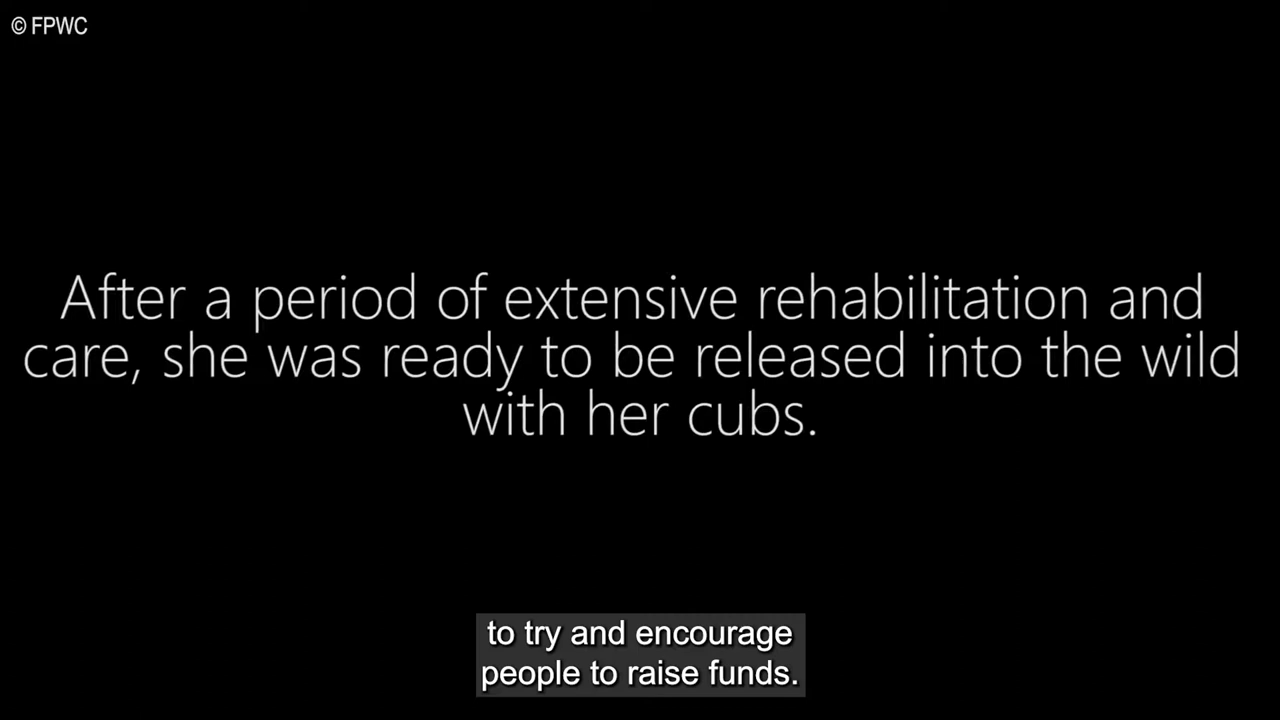 © FPWC
After a period of extensive rehabilitation and
care, she was ready to be released into the wild
with her cubs.
to try and encourage
people to raise funds.